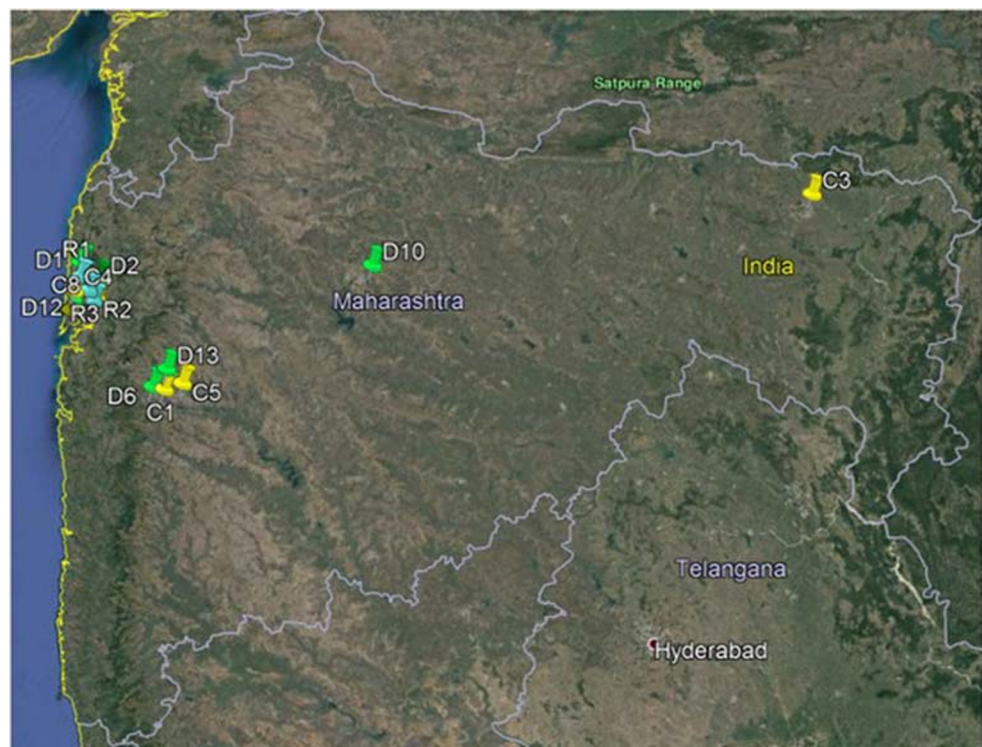 Satpura Range
C3
R1
D1
D2
D10
India
C4
C8
Maharashtra
D12
R3
R2
D13
D6
C5
C1
Telangana
Hyderabad